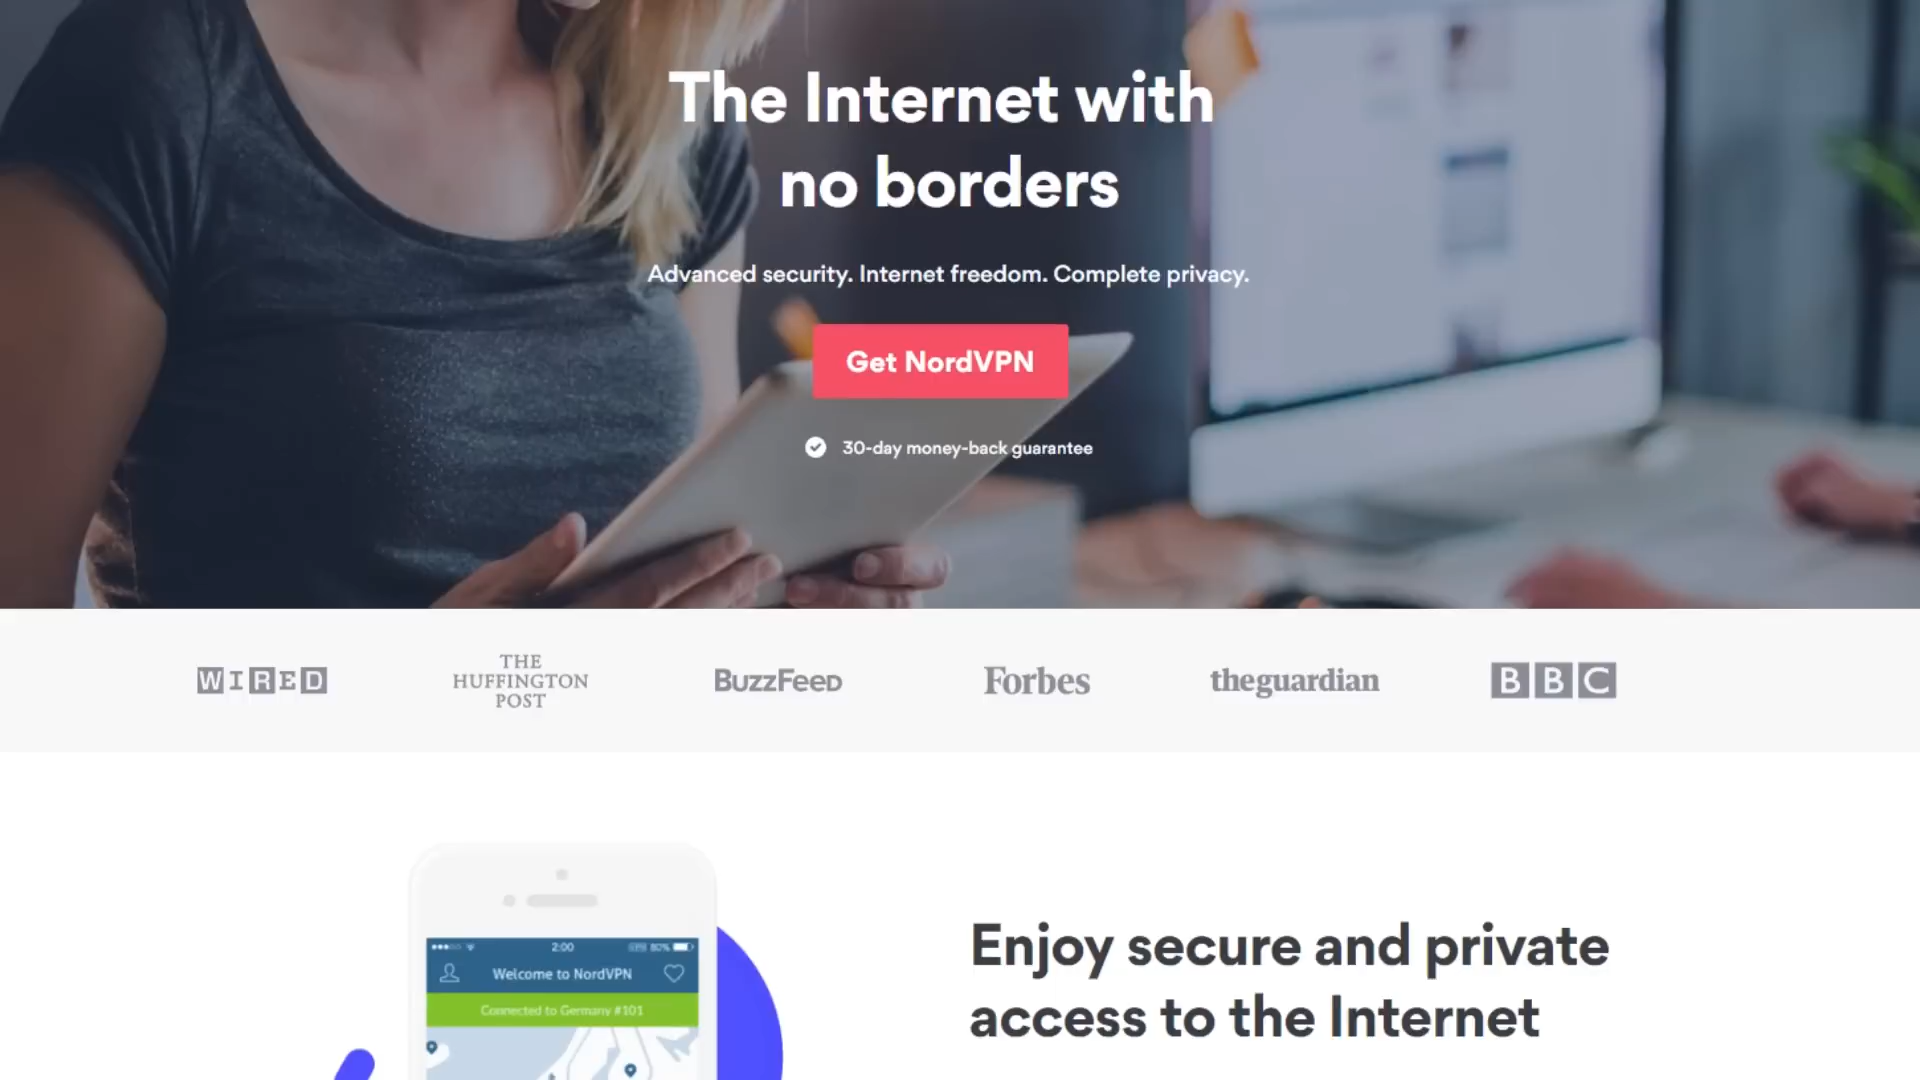 The Internet with
no borders
Advanced security. Internet freedom. Complete privacy.
Get NordVPN
30-day money-back guarantee
WIRED
THE
HUFFINGTON
POST
BuzzFeed
Forbes
theguardian
BBC
2:00
80%
Welcome to NordVPN
Connected to Germany #101
Enjoy secure and private
access to the Internet